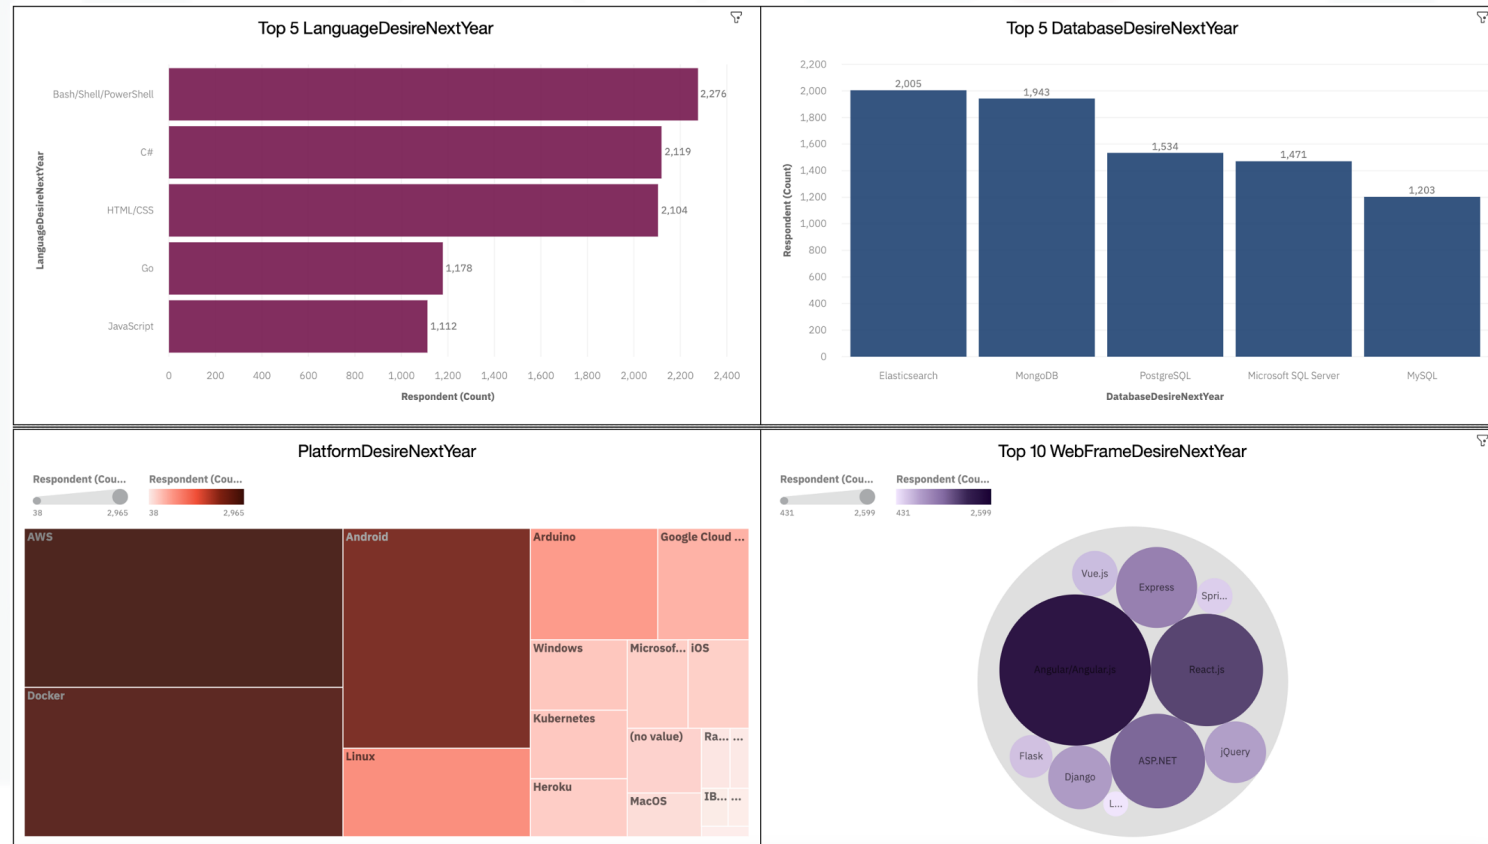 Top 5 LanguageDesireNextYear
LanguageDesireNextYear
Bash/Shell/PowerShell
2,276
C#
2,119
HTML/CSS
2,104
Go
1,178
JavaScript
1,112
0 200 400 600 800 1,000 1,200 1,400 1,600 1,800 2,000 2,200 2,400
Respondent (Count)
Top 5 DatabaseDesireNextYear
Respondent (Count)
2,200
2,000
1,800
1,600
1,400
1,200
1,000
800
600
400
200
0
2,005
1,943
1,534
1,471
1,203
Elasticsearch MongoDB PostgreSQL Microsoft SQL Server MySQL
DatabaseDesireNextYear
PlatformDesireNextYear
Respondent (Cou... Respondent (Cou...
38 2,965 38 2,965
AWS
Docker
Android
Linux
Arduino
Google Cloud ...
Windows
Microsof...
iOS
Kubernetes
(no value)
Ra...
...
Heroku
MacOS
IB...
...
Top 10 WebFrameDesireNextYear
Respondent (Cou... Respondent (Cou...
431 2,599 431 2,599
Vue.js
Express
Spri...
Angular/Angular.js
React.js
Flask
Django
ASP.NET
jQuery
L...